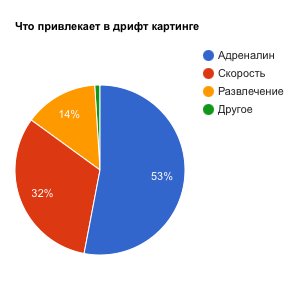 Что привлекает в дрифт картинге
Адреналин
Скорость
Развлечение
Другое
14%
53%
32%